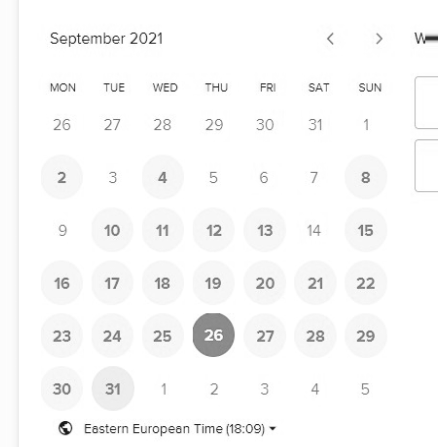 September 2021
MON TUE WED THU FRI SAT SUN
26 27 28 29 30 31 1
2 3 4 5 6 7 8
9 10 11 12 13 14 15
16 17 18 19 20 21 22
23 24 25 26 27 28 29
30 31 1 2 3 4 5
Eastern European Time (18:09)